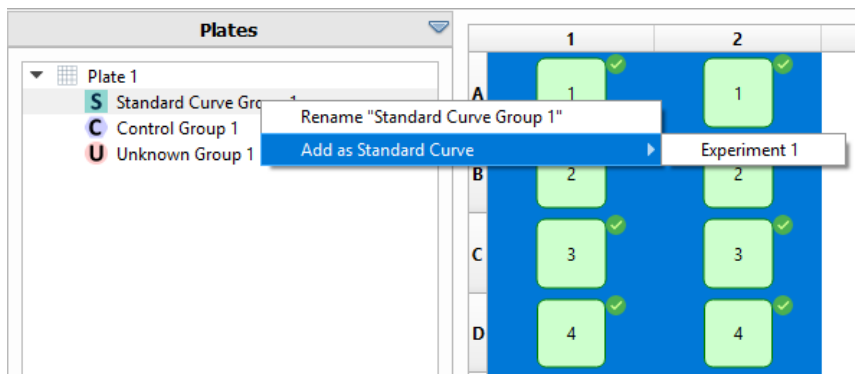 Plates
1 2
Plate 1
S Standard Curve Gro
Rename "Standard Curve Group 1"
C Control Group 1
Add as Standard Curve
Experiment 1
U Unknown Group 1
A 1 1
B 2 2
C 3 3
D 4 4